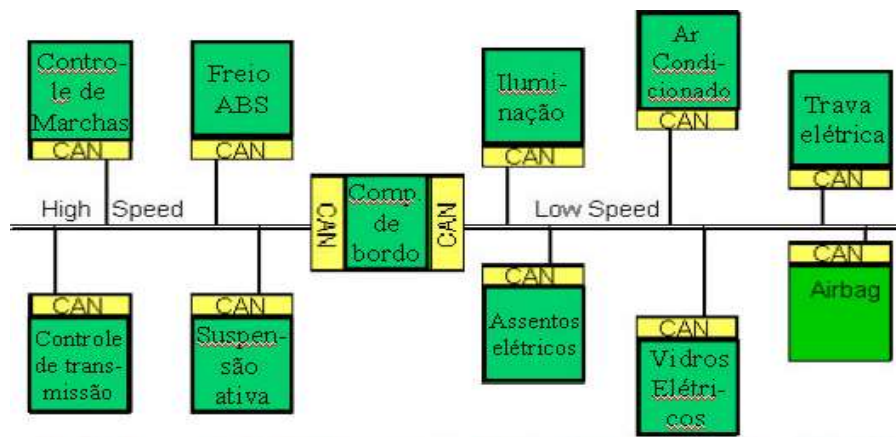 Contro-
le de
Marchas
CAN
Freio
ABS
CAN
Ilumi-
nação
CAN
Ar
Condi-
cionado
CAN
Trava
elétrica
CAN
High Speed
CAN
Comp.
de
bordo
CAN
Low Speed
CAN
Controle
de trans-
missão
CAN
Suspen-
são
ativa
CAN
Assentos
elétricos
CAN
Vidros
Elétri-
cos
CAN
Airbag